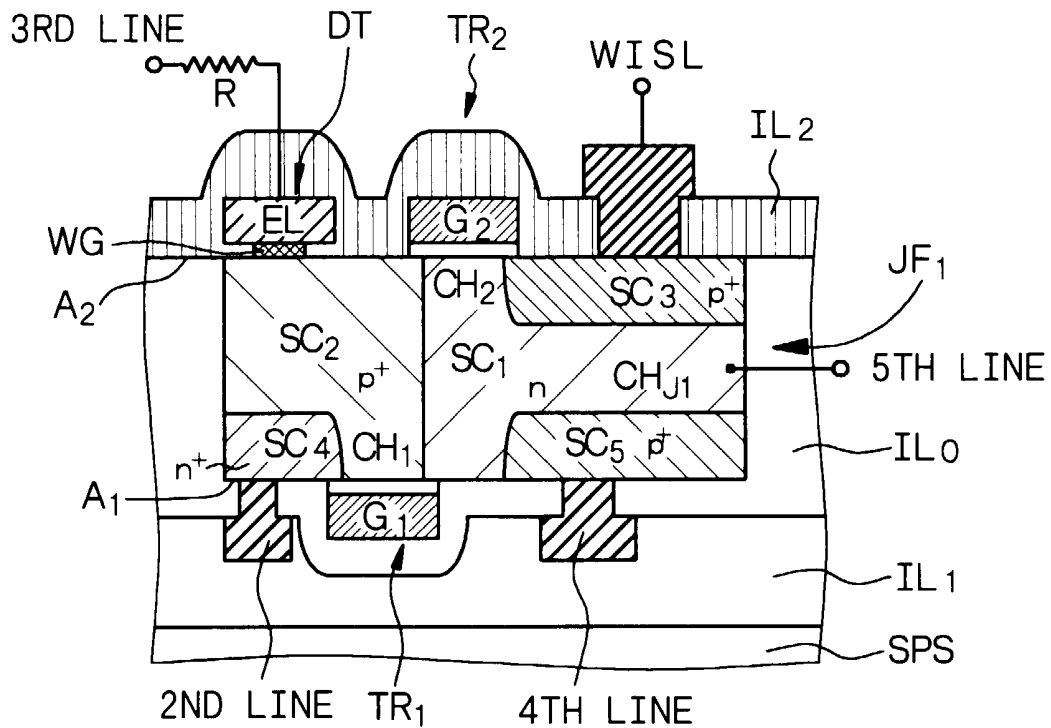 3RD LINE
R
DT
TR2
WISL
IL2
EL
G2
WG
A2
CH2
SC3 p+
JF1
SC2
p+
SC1
n
CHJ1
5TH LINE
SC4
n+
CH1
SC5 p+
IL0
A1
G1
IL1
SPS
2ND LINE
TR1
4TH LINE